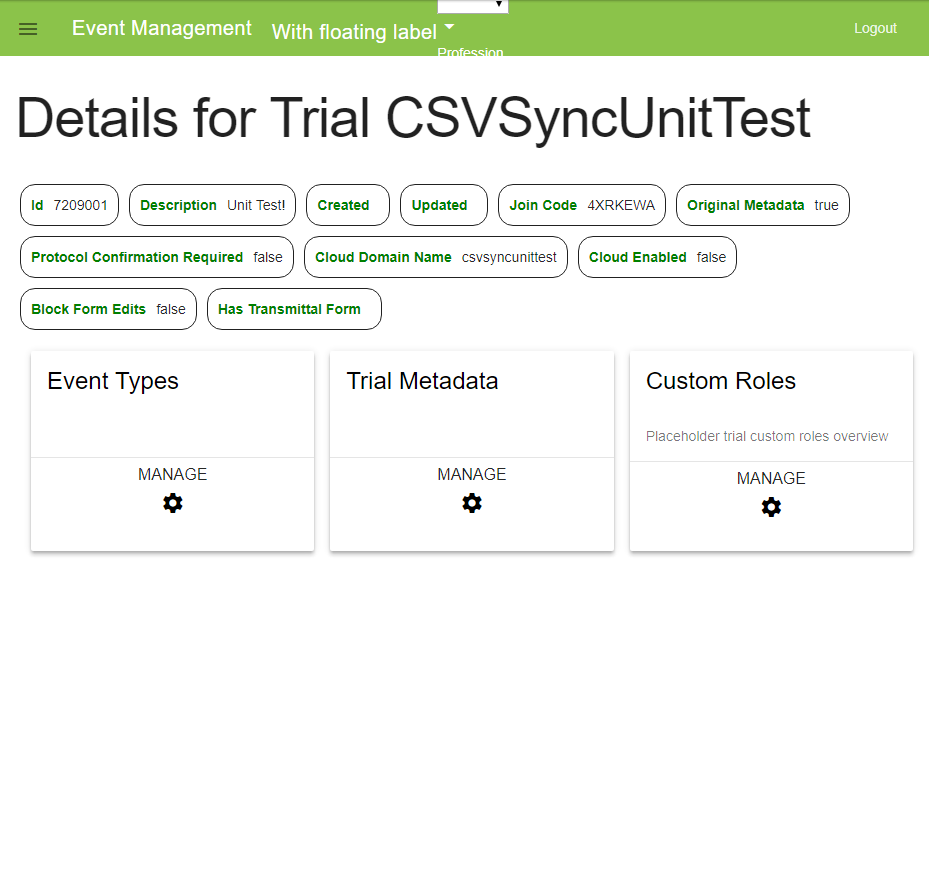 Event Management With floating label Logout
Profession
Details for Trial CSVSyncUnitTest
Id 7209001 Description Unit Test! Created Updated Join Code 4XRKEWA Original Metadata true
Protocol Confirmation Required false Cloud Domain Name csvsyncunittest Cloud Enabled false
Block Form Edits false Has Transmittal Form
Event Types Trial Metadata Custom Roles
Placeholder trial custom roles overview
MANAGE MANAGE MANAGE